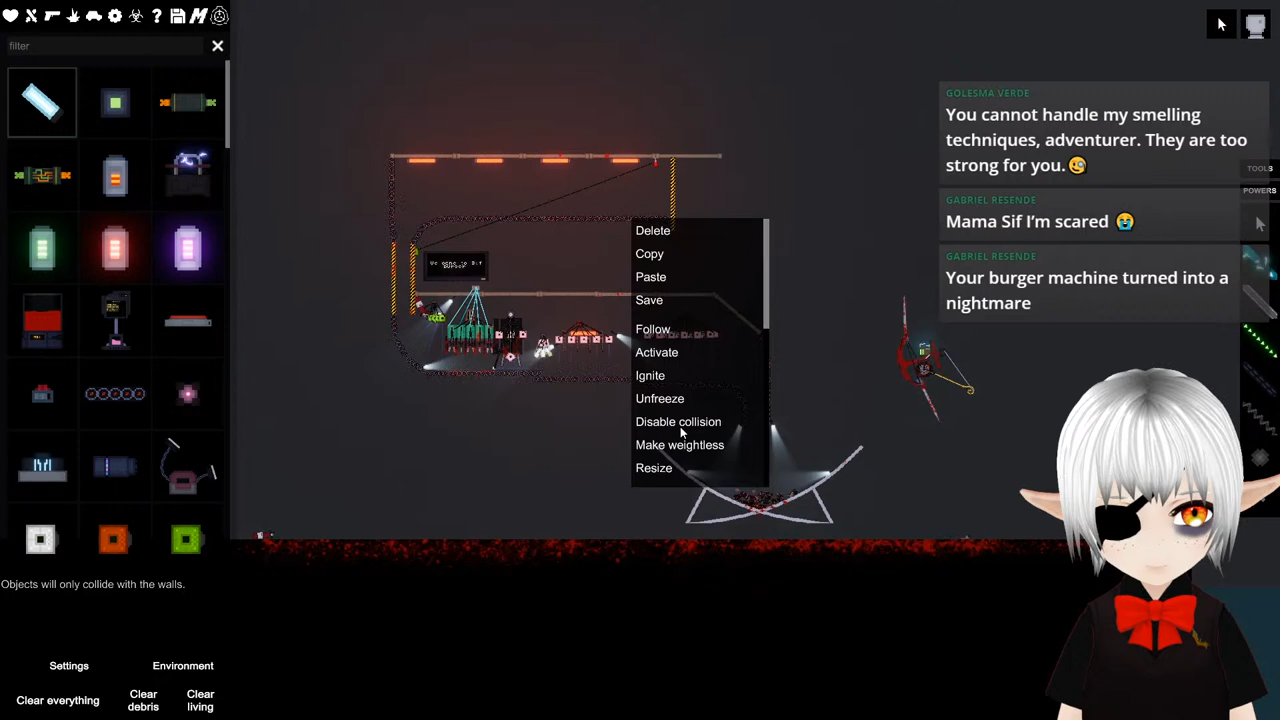 filter
GOLESMA VERDE
You cannot handle my smelling
techniques, adventurer. They are too
strong for you.🧐
TOOLS
POWERS
GABRIEL RESENDE
Mama Sif I'm scared 😭
GABRIEL RESENDE
Your burger machine turned into a
nightmare
Delete
Copy
Paste
Save
Follow
Activate
Ignite
Unfreeze
Disable collision
Make weightless
Resize
Objects will only collide with the walls.
Settings
Environment
Clear everything
Clear
debris
Clear
living